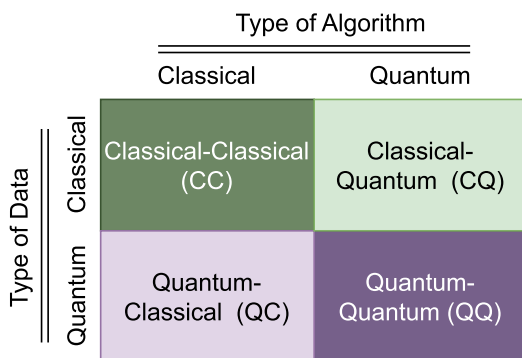 Type of Algorithm
Classical Quantum
Type of Data
Classical
Classical-Classical
(CC)
Classical-
Quantum (CQ)
Quantum
Quantum-
Classical (QC)
Quantum-
Quantum (QQ)